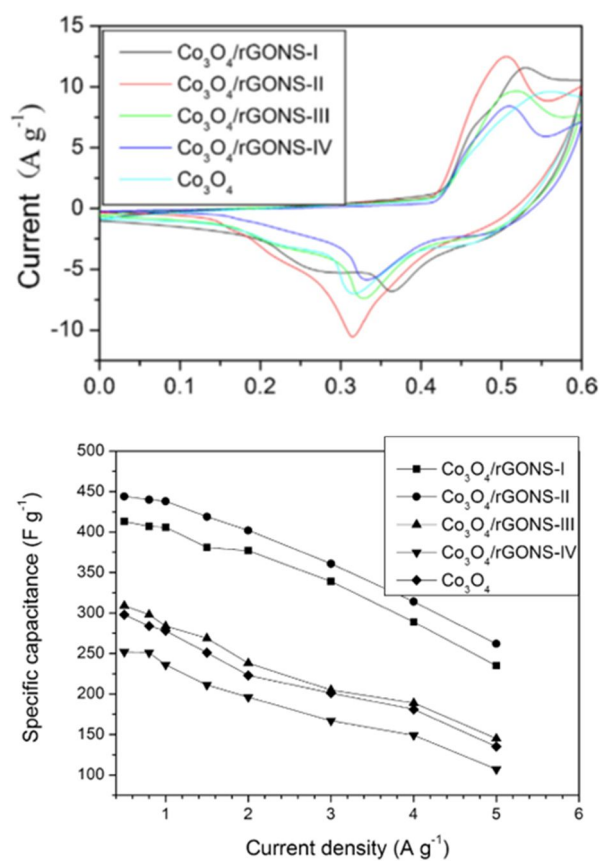 15
10
5
0
-5
-10
Current (A g⁻¹)
Co₃O₄/rGONS-I
Co₃O₄/rGONS-II
Co₃O₄/rGONS-III
Co₃O₄/rGONS-IV
Co₃O₄
0.0 0.1 0.2 0.3 0.4 0.5 0.6
500
450
400
350
300
250
200
150
100
Specific capacitance (F g⁻¹)
Co₃O₄/rGONS-I
Co₃O₄/rGONS-II
Co₃O₄/rGONS-III
Co₃O₄/rGONS-IV
Co₃O₄
1 2 3 4 5 6
Current density (A g⁻¹)